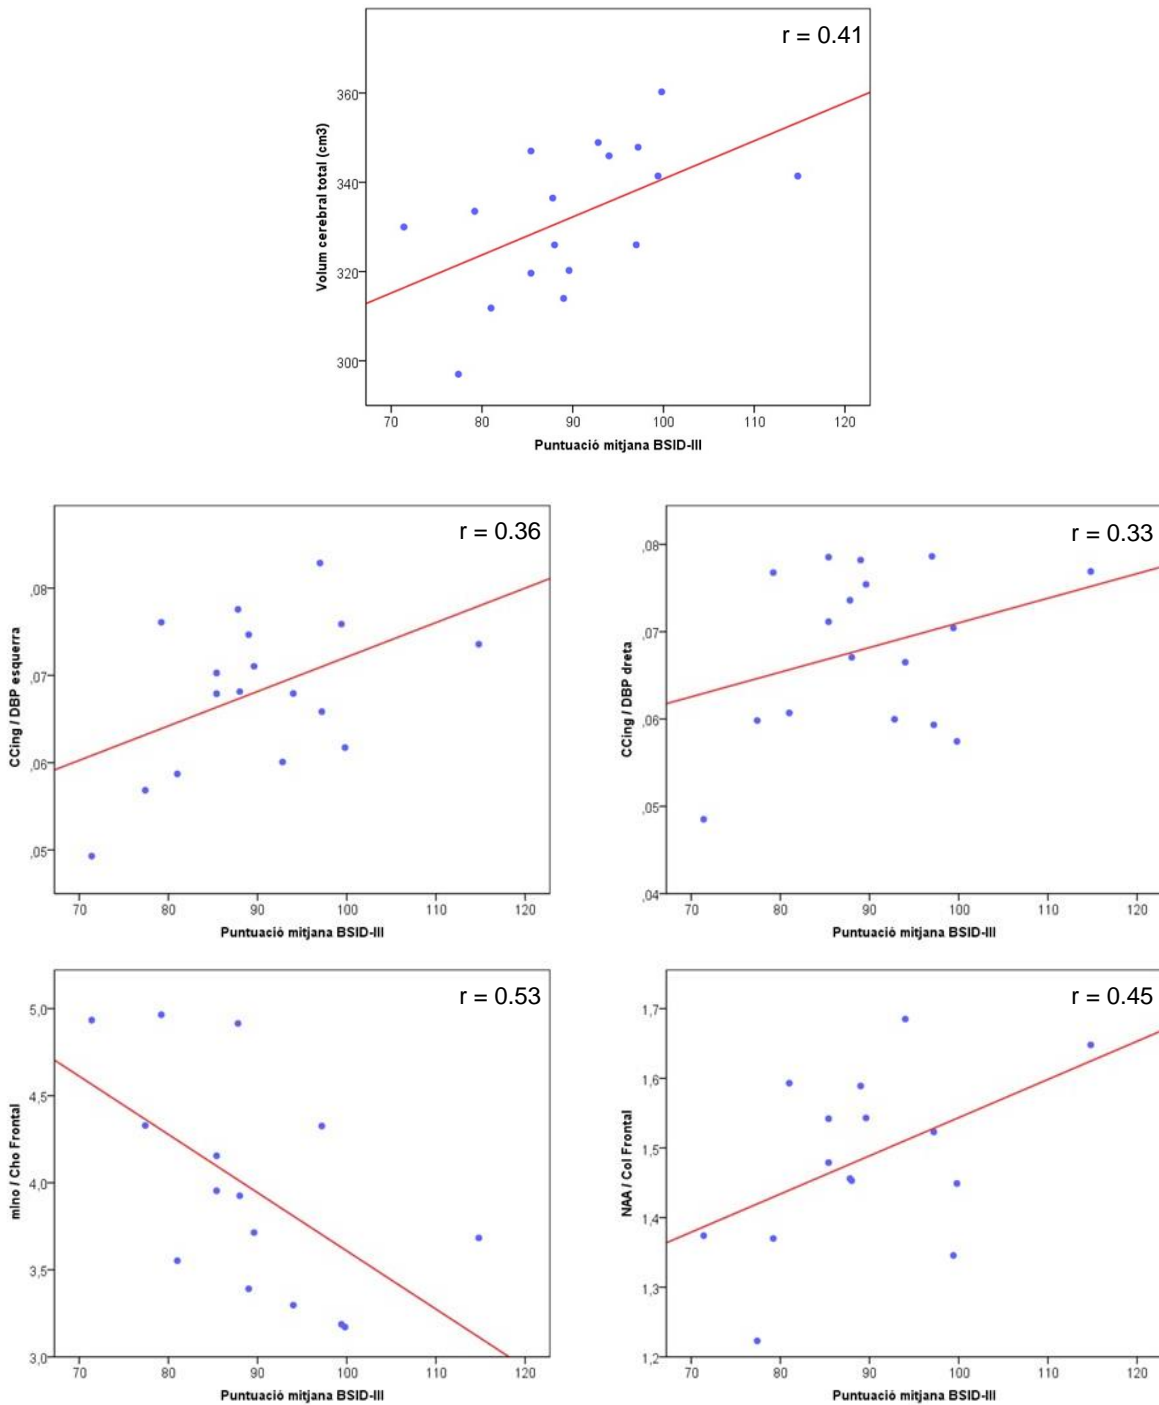 r = 0.41
Volum cerebral total (cm3)
360
340
320
300
70 80 90 100 110 120
Puntuació mitjana BSID-III
r = 0.36
CCing / DBP esquerra
,08
,07
,06
,05
70 80 90 100 110 120
Puntuació mitjana BSID-III
r = 0.33
CCing / DBP dreta
,08
,07
,06
,05
,04
70 80 90 100 110 120
Puntuació mitjana BSID-III
r = 0.53
mIno / Cho Frontal
5,0
4,5
4,0
3,5
3,0
70 80 90 100 110 120
Puntuació mitjana BSID-III
r = 0.45
NAA / Col Frontal
1,7
1,6
1,5
1,4
1,3
1,2
70 80 90 100 110 120
Puntuació mitjana BSID-III